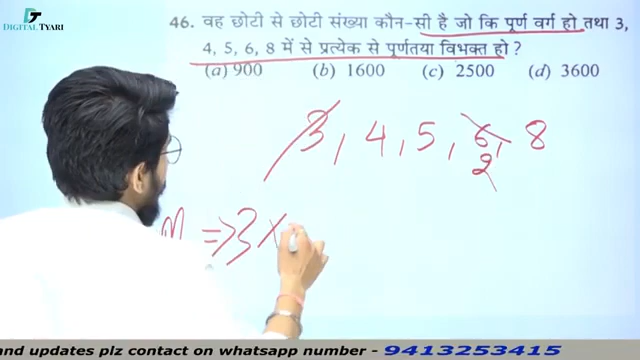 DT
DIGITAL TYARI
46. वह छोटी से छोटी संख्या कौन-सी है जो कि पूर्ण वर्ग हो तथा 3,
4, 5, 6, 8 में से प्रत्येक से पूर्णतया विभक्त हो ?
(a) 900 (b) 1600 (c) 2500 (d) 3600
3, 4, 5, 6, 8
2
⇒ 3 ×
and updates plz contact on whatsapp number - 9413253415